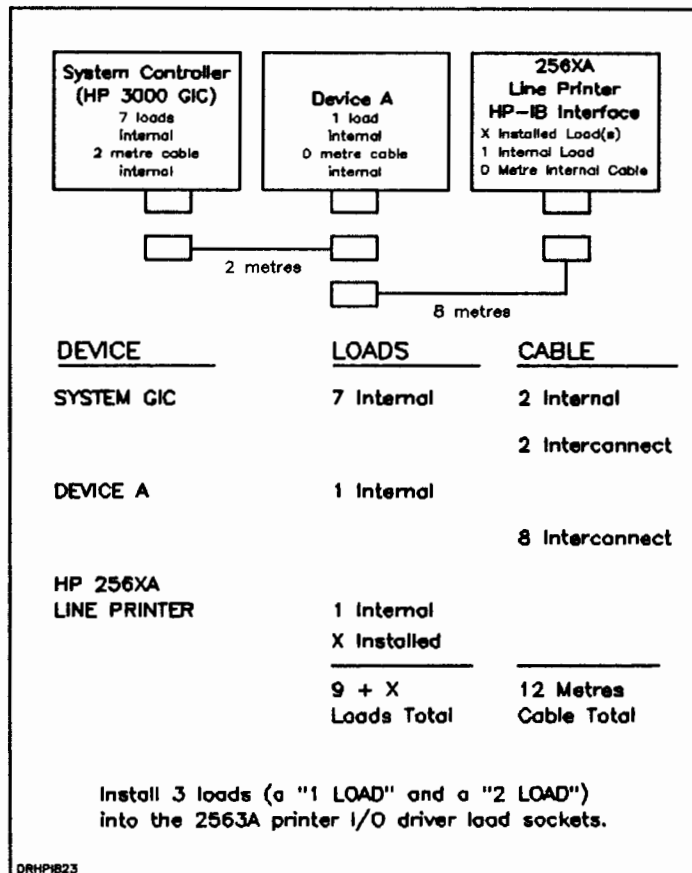 System Controller
(HP 3000 GIC)
7 loads
internal
2 metre cable
internal
Device A
1 load
internal
0 metre cable
internal
256XA
Line Printer
HP-IB Interface
X Installed Load(s)
1 Internal Load
0 Metre Internal Cable
2 metres
8 metres
DEVICE LOADS CABLE
SYSTEM GIC 7 Internal 2 Internal
2 Interconnect
DEVICE A 1 Internal
8 Interconnect
HP 256XA
LINE PRINTER 1 Internal
X Installed
9 + X 12 Metres
Loads Total Cable Total
Install 3 loads (a "1 LOAD" and a "2 LOAD")
into the 2563A printer I/O driver load sockets.
DRHPIB23